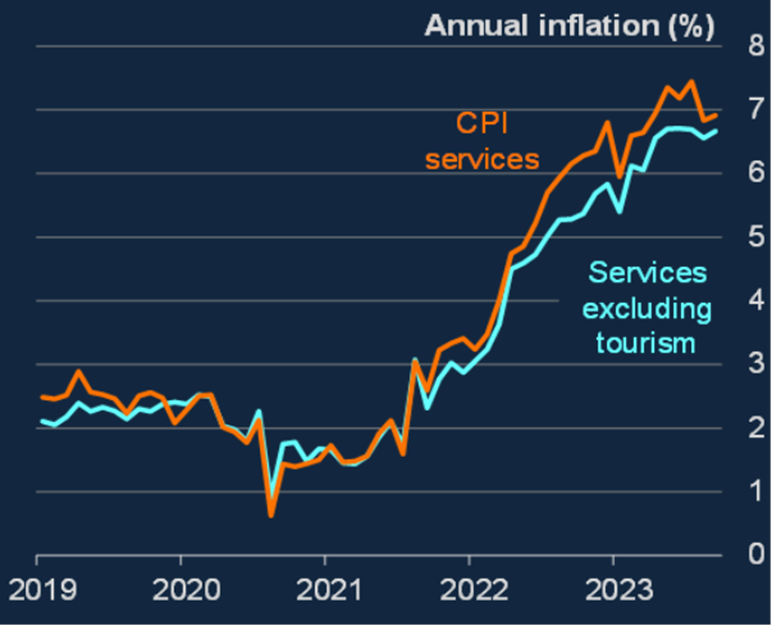 Annual inflation (%)
8
7
CPI
services
6
5
Services
excluding
tourism
4
3
2
1
0
2019 2020 2021 2022 2023